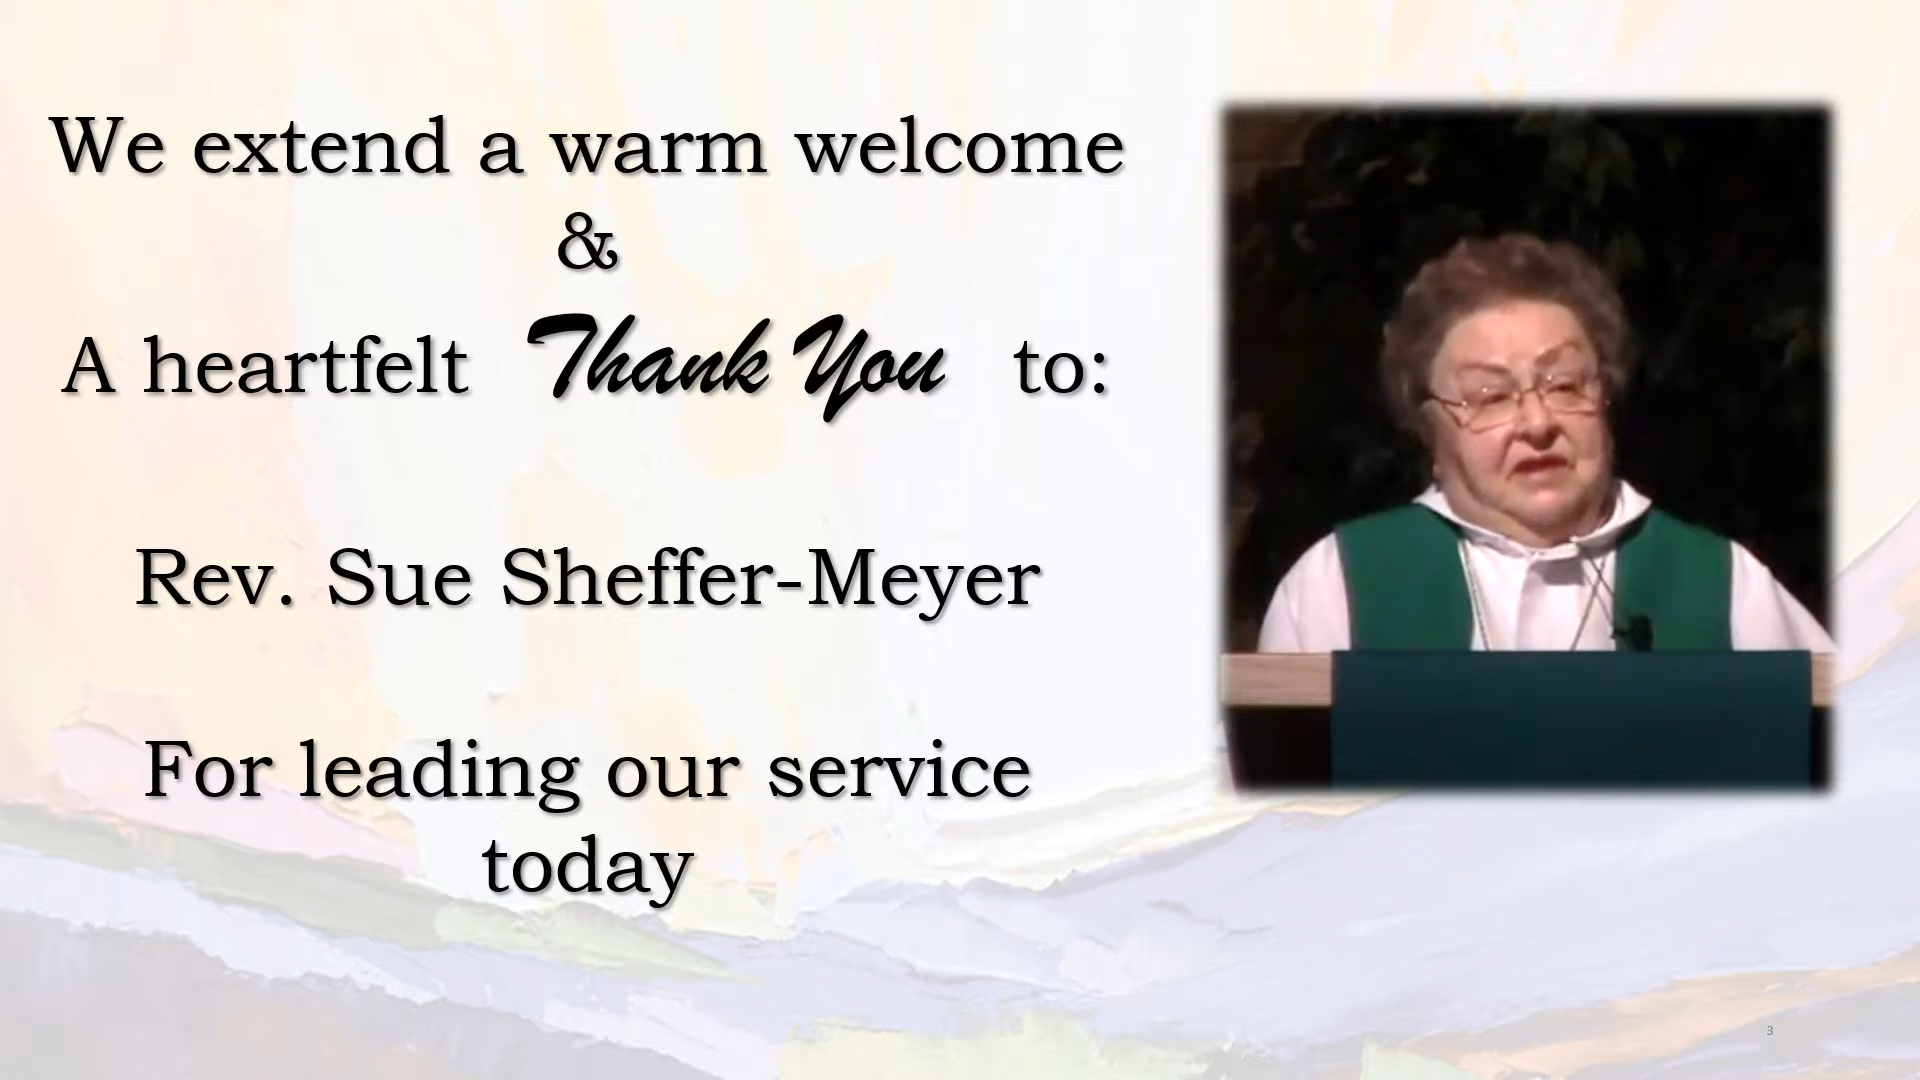 We extend a warm welcome
&
A heartfelt Thank You to:
Rev. Sue Sheffer-Meyer
For leading our service
today
3